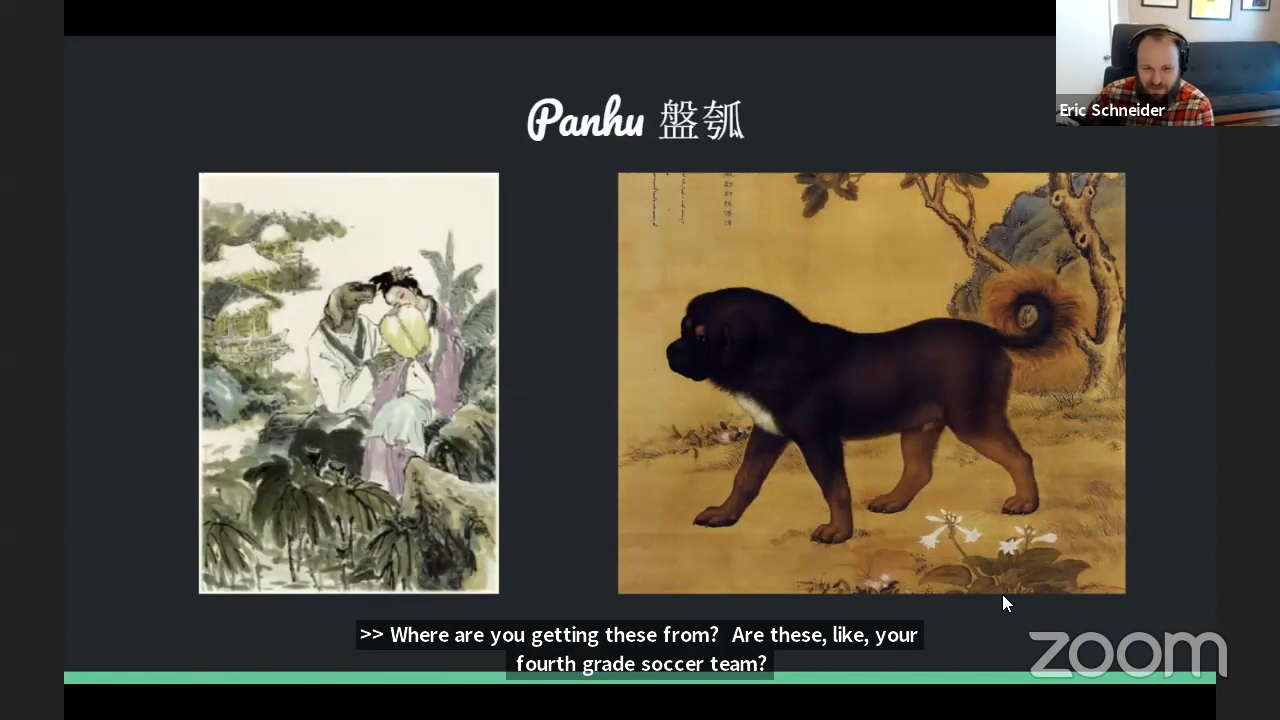 Eric Schneider
Panhu 盤瓠
>> Where are you getting these from?  Are these, like, your
fourth grade soccer team?
zoom